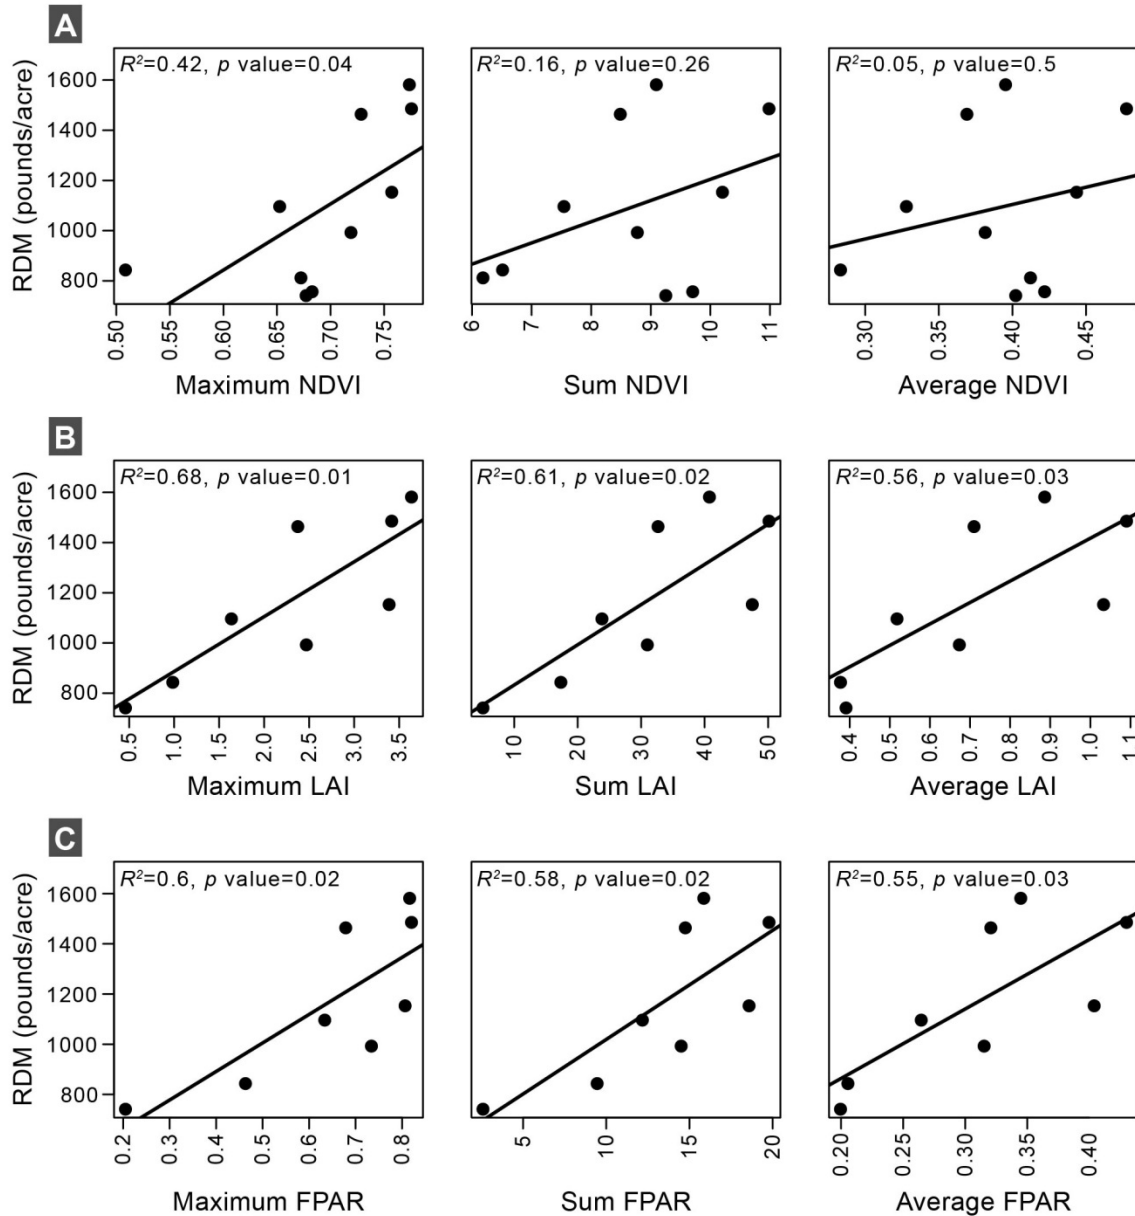 A
R²=0.42, p value=0.04
R²=0.16, p value=0.26
R²=0.05, p value=0.5
RDM (pounds/acre)
1600
1400
1200
1000
800
0.50 0.55 0.60 0.65 0.70 0.75
6 7 8 9 10 11
0.30 0.35 0.40 0.45
Maximum NDVI
Sum NDVI
Average NDVI
B
R²=0.68, p value=0.01
R²=0.61, p value=0.02
R²=0.56, p value=0.03
RDM (pounds/acre)
1600
1400
1200
1000
800
0.5 1.0 1.5 2.0 2.5 3.0 3.5
10 20 30 40 50
0.4 0.5 0.6 0.7 0.8 0.9 1.0 1.1
Maximum LAI
Sum LAI
Average LAI
C
R²=0.6, p value=0.02
R²=0.58, p value=0.02
R²=0.55, p value=0.03
RDM (pounds/acre)
1600
1400
1200
1000
800
0.2 0.3 0.4 0.5 0.6 0.7 0.8
5 10 15 20
0.20 0.25 0.30 0.35 0.40
Maximum FPAR
Sum FPAR
Average FPAR